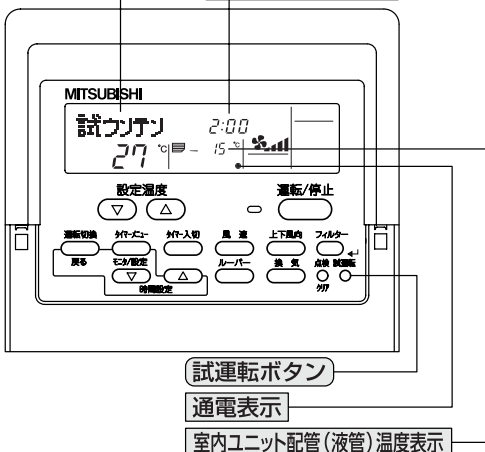 MITSUBISHI
試ウンテン 2:00
27 ℃ - 15 ℃
設定温度 運転/停止
▽ △
運転切換 タイマーメニュー タイマー入切 風速 上下風向 フィルター
戻る モニタ/設定 ルーバー 換気 点検 試運転
▽ △
時間設定 クリア
試運転ボタン
通電表示
室内ユニット配管(液管)温度表示